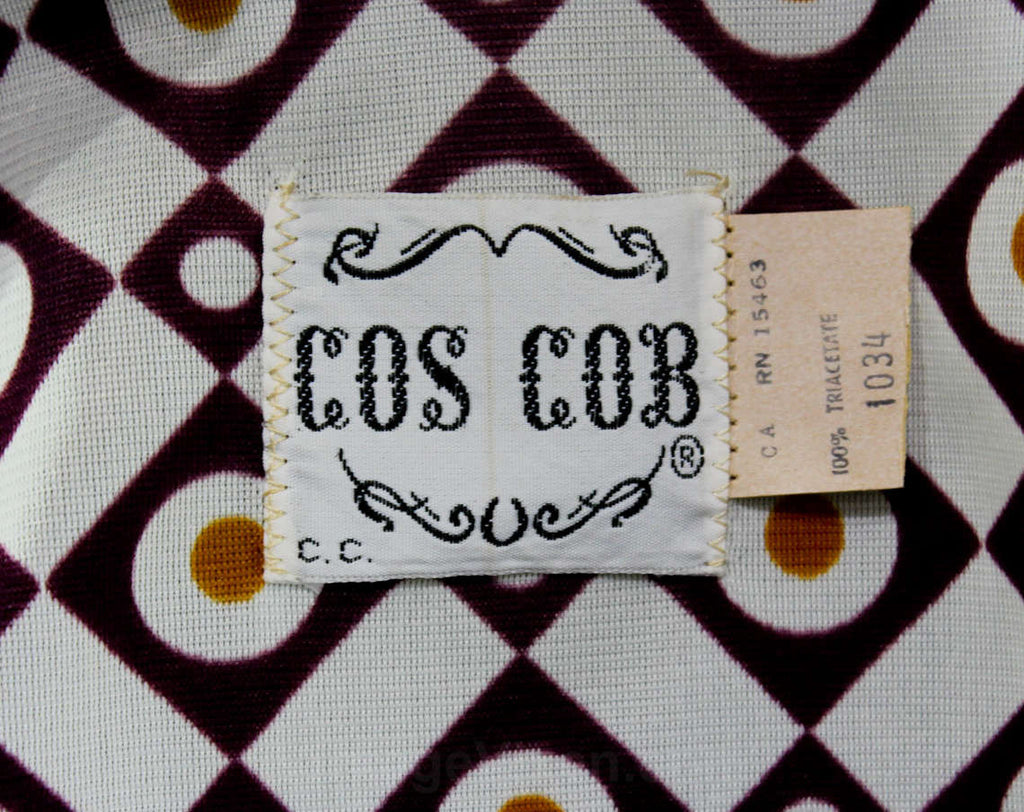 COS COB
®
C.C.
CA RN 15463
100% TRIACETATE
1034